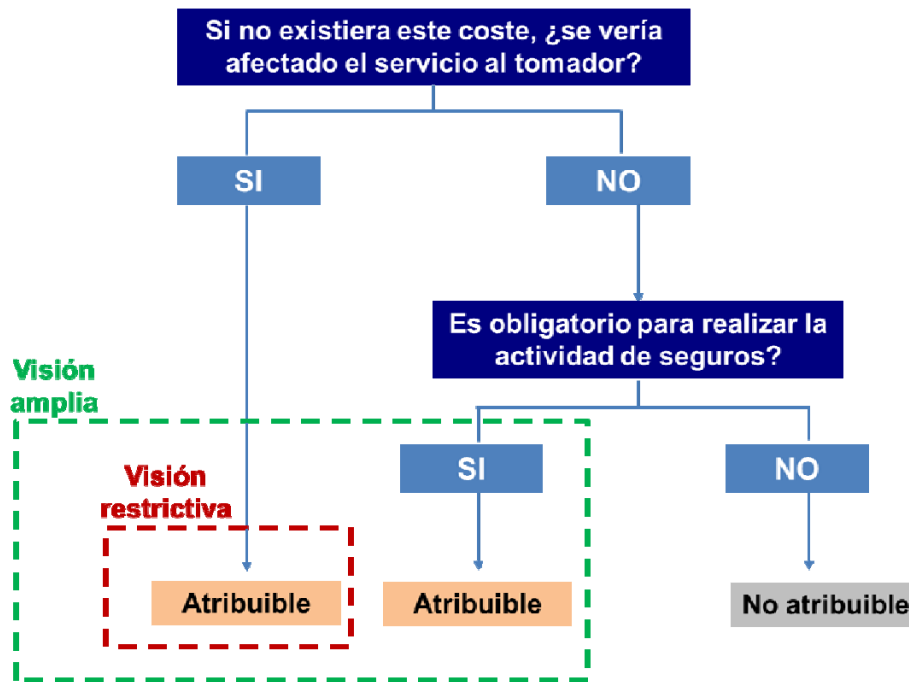 Si no existiera este coste, ¿se vería
afectado el servicio al tomador?
SI
NO
Es obligatorio para realizar la
actividad de seguros?
Visión
amplia
SI
NO
Visión
restrictiva
Atribuible
Atribuible
No atribuible